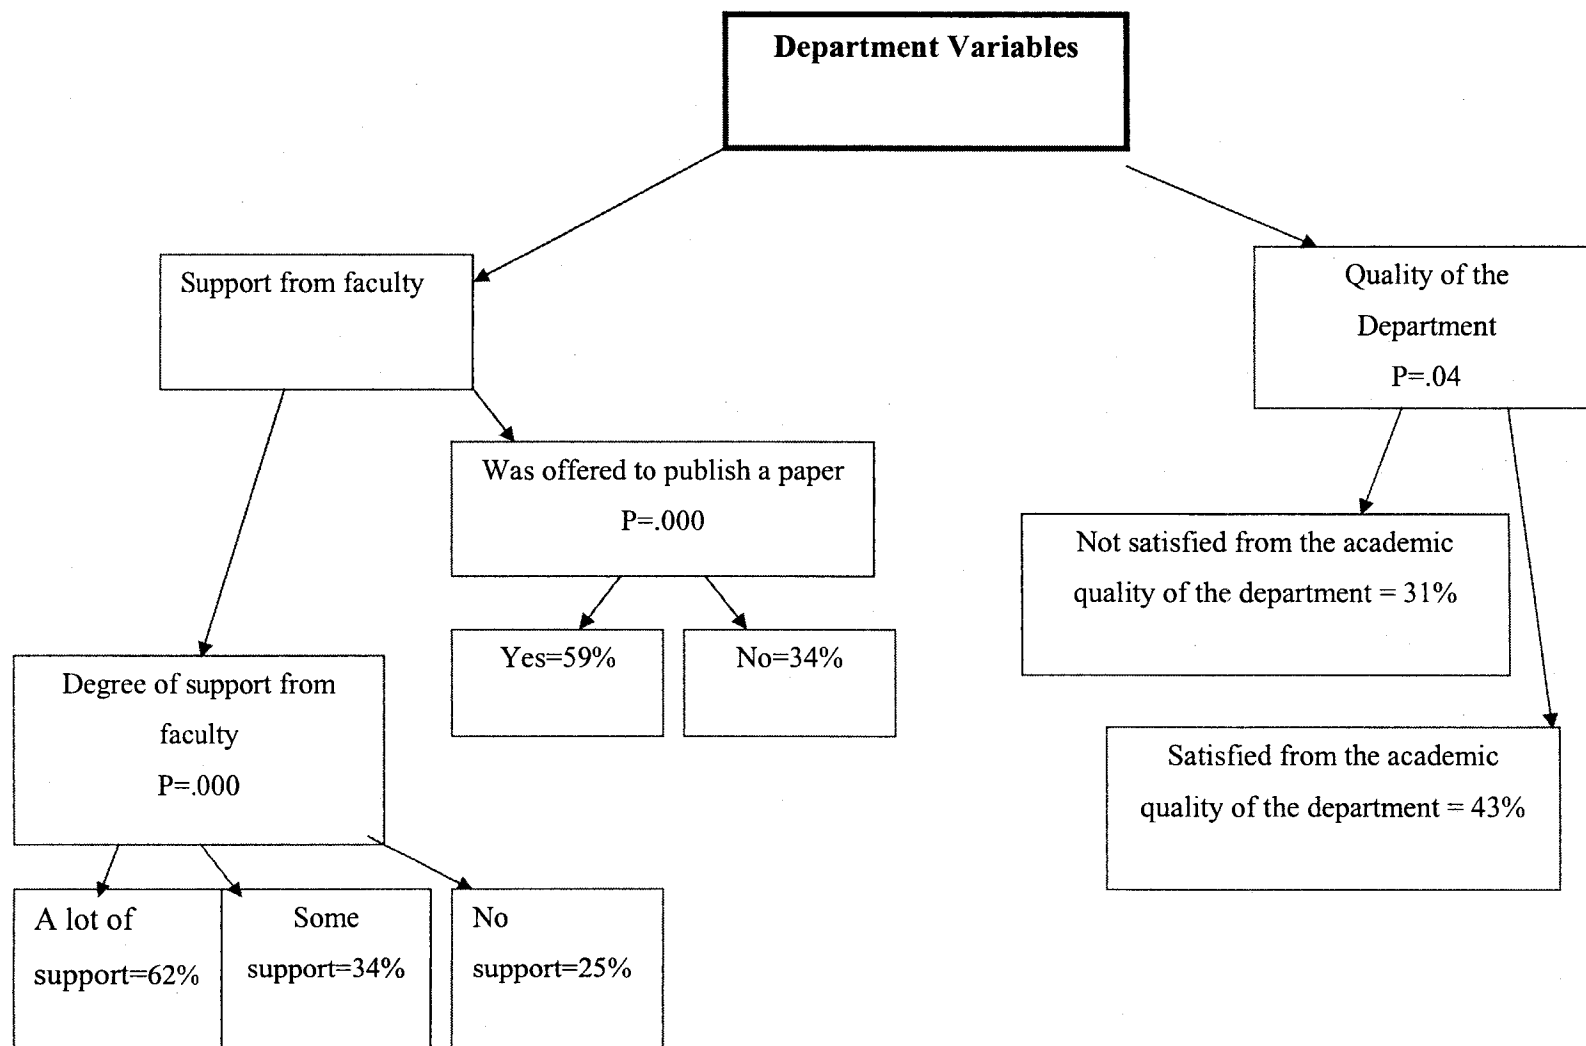 Department Variables
Support from faculty
Quality of the
Department
P=.04
Was offered to publish a paper
P=.000
Yes=59%
No=34%
Not satisfied from the academic
quality of the department = 31%
Degree of support from
faculty
P=.000
Satisfied from the academic
quality of the department = 43%
A lot of
support=62%
Some
support=34%
No
support=25%